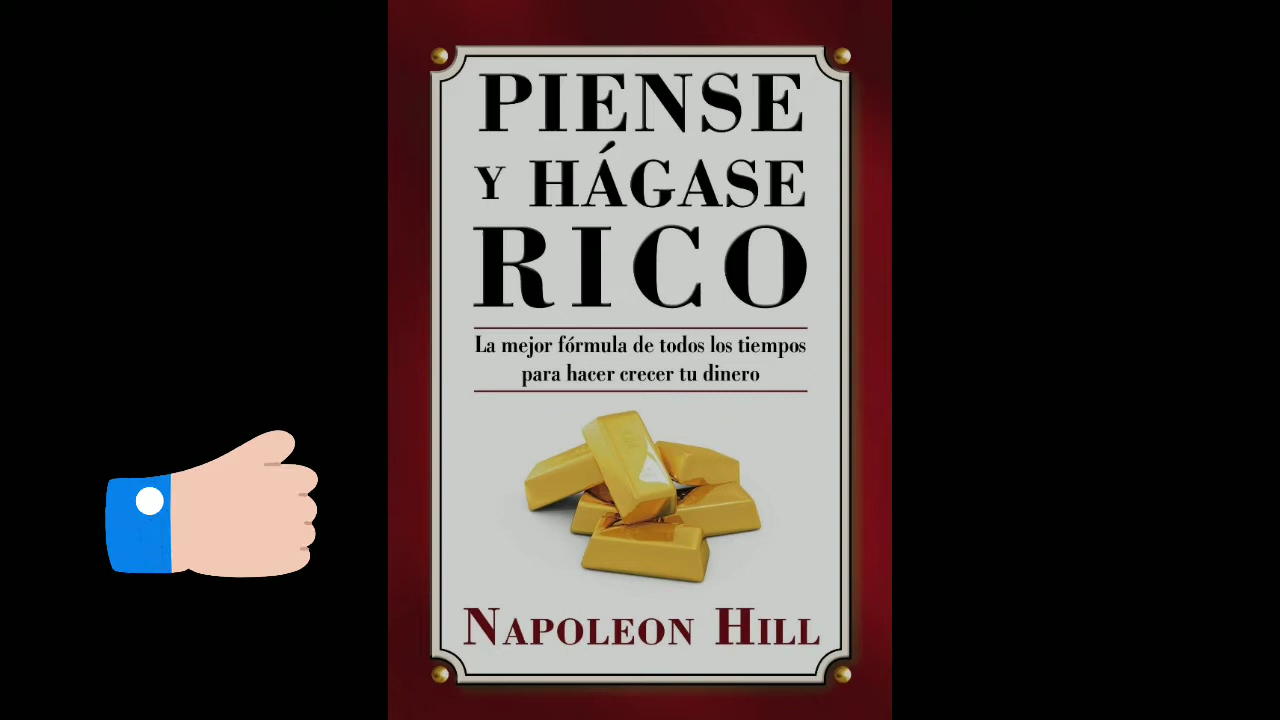 PIENSE
Y HÁGASE
RICO
La mejor fórmula de todos los tiempos
para hacer crecer tu dinero
NAPOLEON HILL